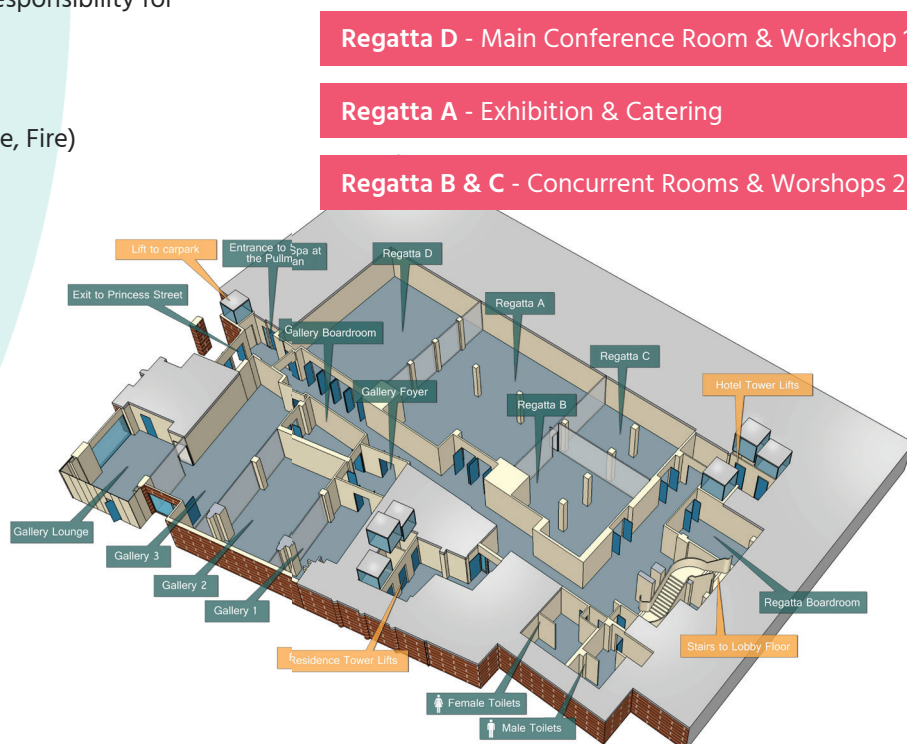 esponsibility for
e, Fire)
Regatta D - Main Conference Room & Workshop 1
Regatta A - Exhibition & Catering
Regatta B & C - Concurrent Rooms & Worshops 2
Lift to carpark
Entrance to Spa at
the Pullman
Regatta D
Exit to Princess Street
Regatta A
Gallery Boardroom
Regatta C
Gallery Foyer
Hotel Tower Lifts
Regatta B
Gallery Lounge
Gallery 3
Gallery 2
Gallery 1
Regatta Boardroom
Residence Tower Lifts
Stairs to Lobby Floor
Female Toilets
Male Toilets